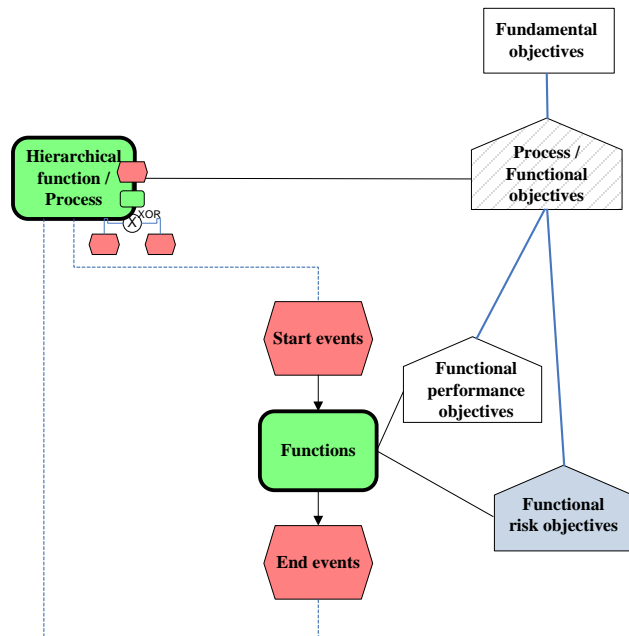 Fundamental
objectives
Hierarchical
function /
Process
Process /
Functional
objectives
X
XOR
Start events
Functional
performance
objectives
Functions
Functional
risk objectives
End events